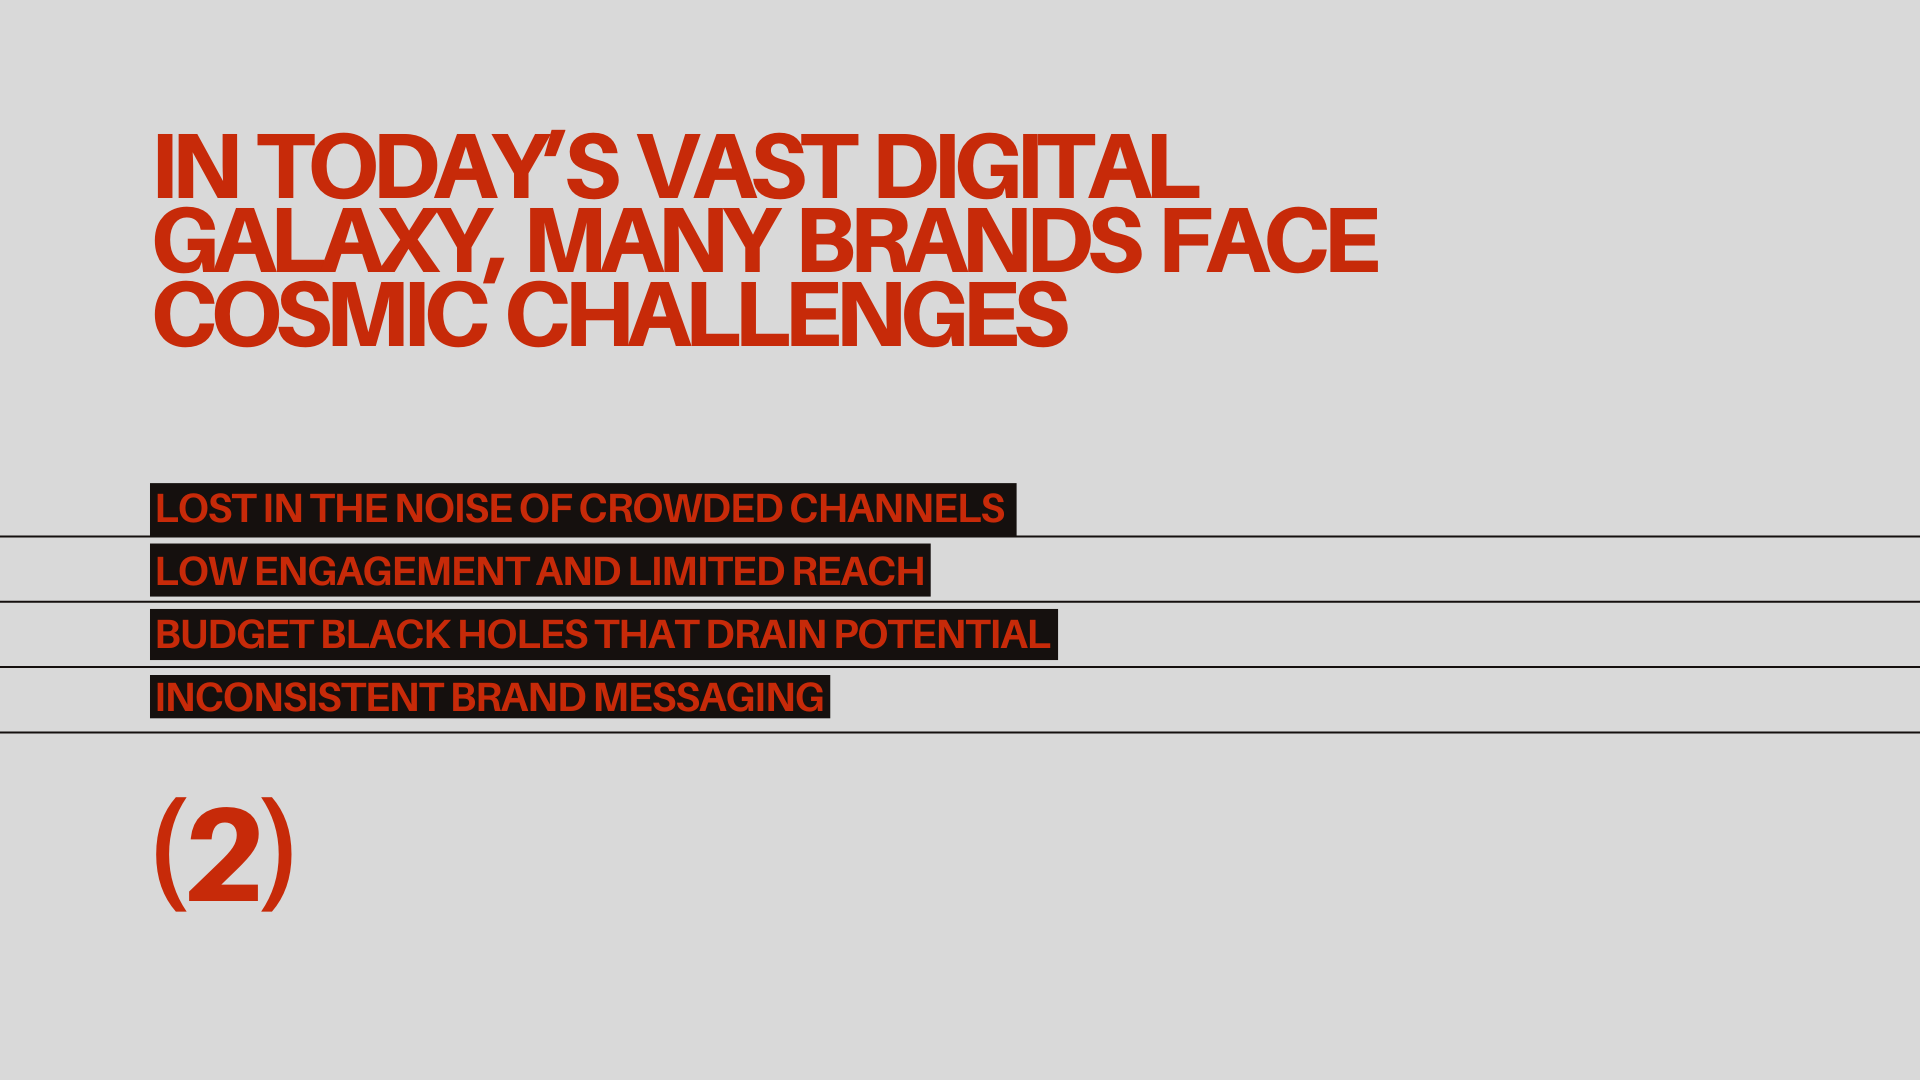 IN TODAY’S VAST DIGITAL
GALAXY, MANY BRANDS FACE
COSMIC CHALLENGES
LOST IN THE NOISE OF CROWDED CHANNELS
LOW ENGAGEMENT AND LIMITED REACH
BUDGET BLACK HOLES THAT DRAIN POTENTIAL
INCONSISTENT BRAND MESSAGING
(2)